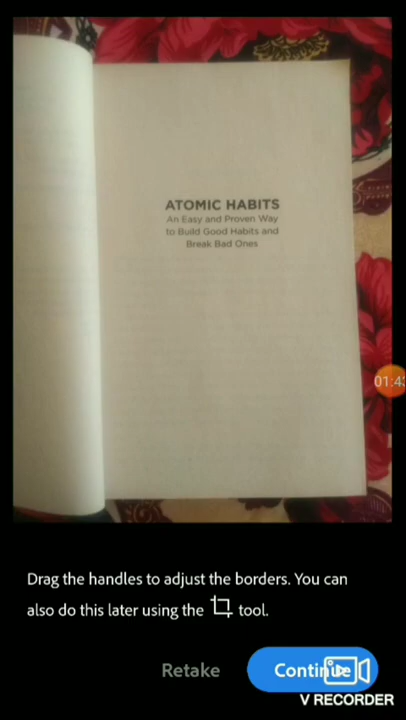 ATOMIC HABITS
An Easy and Proven Way
to Build Good Habits and
Break Bad Ones
Drag the handles to adjust the borders. You can
also do this later using the tool.
Retake
Continue
V RECORDER